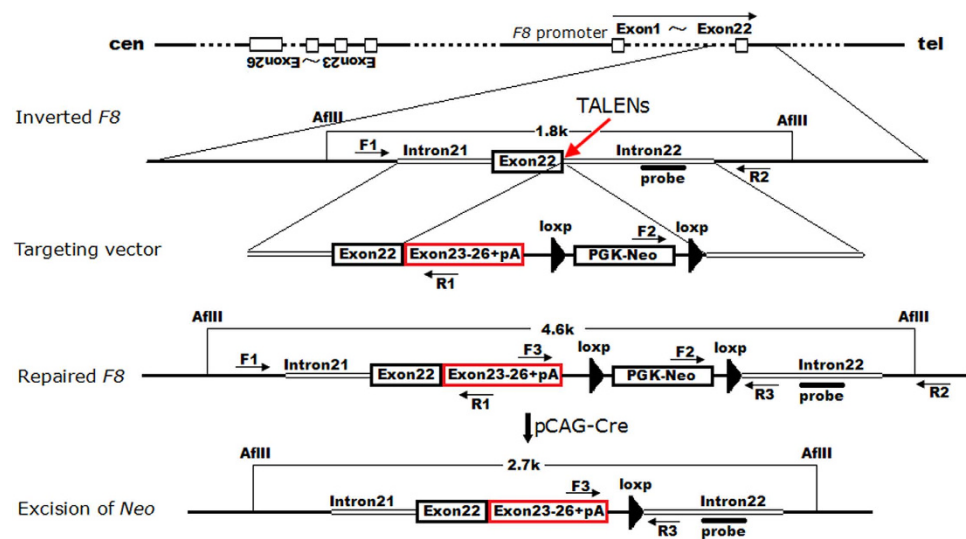 Exon1 ~ Exon22
F8 promoter
cen
tel
Exon26
Exon23
~
Inverted F8
AflII
1.8k
AflII
TALENs
F1
Intron21
Exon22
Intron22
probe
R2
Targeting vector
loxp
F2
loxp
Exon22
Exon23-26+pA
PGK-Neo
R1
AflII
4.6k
AflII
Repaired F8
F1
Intron21
F3
loxp
F2
loxp
Intron22
Exon22
Exon23-26+pA
PGK-Neo
R1
R3
probe
R2
pCAG-Cre
AflII
2.7k
AflII
Excision of Neo
Intron21
F3
loxp
Intron22
Exon22
Exon23-26+pA
R3
probe